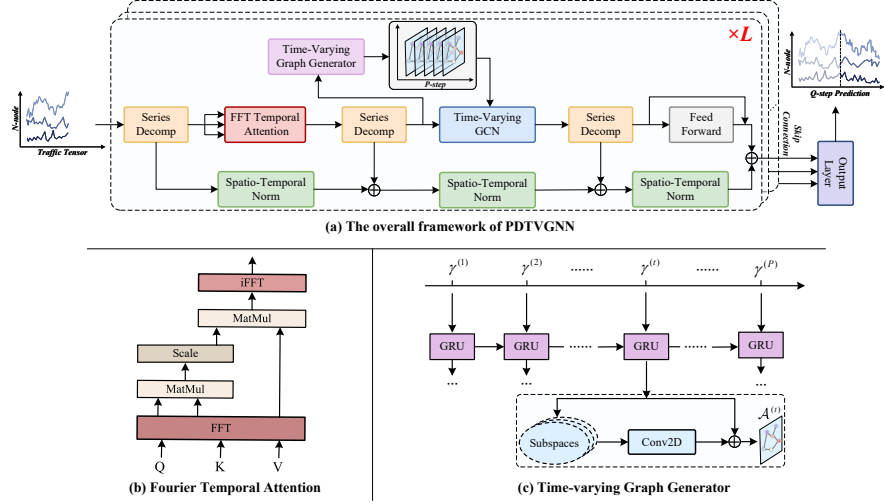 ×L
Time-Varying
Graph Generator
P-step
N-node
Traffic Tensor
Series
Decomp
FFT Temporal
Attention
Series
Decomp
Time-Varying
GCN
Series
Decomp
Feed
Forward
Spatio-Temporal
Norm
Spatio-Temporal
Norm
Spatio-Temporal
Norm
Skip
Connection
Output
Layer
N-node
Q-step Prediction
(a) The overall framework of PDTVGNN
iFFT
MatMul
Scale
MatMul
FFT
Q K V
(b) Fourier Temporal Attention
γ^(1) γ^(2) ...... γ^(t) ...... γ^(P)
GRU GRU ...... GRU ...... GRU
... ... ...
Subspaces
Conv2D
𝒜^(t)
(c) Time-varying Graph Generator